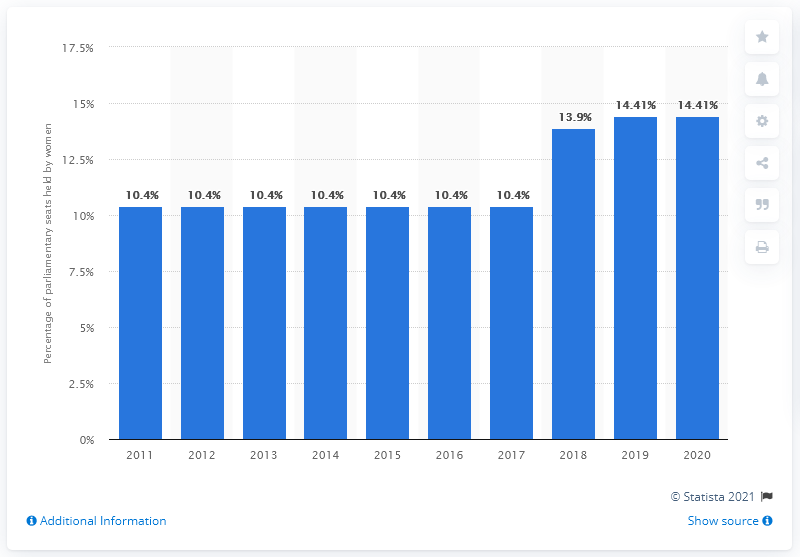 17.5%
15%
12.5%
10%
7.5%
5%
2.5%
0%
Percentage of parliamentary seats held by women
10.4% 10.4% 10.4% 10.4% 10.4% 10.4% 10.4% 13.9% 14.41% 14.41%
2011 2012 2013 2014 2015 2016 2017 2018 2019 2020
© Statista 2021
Additional Information
Show source